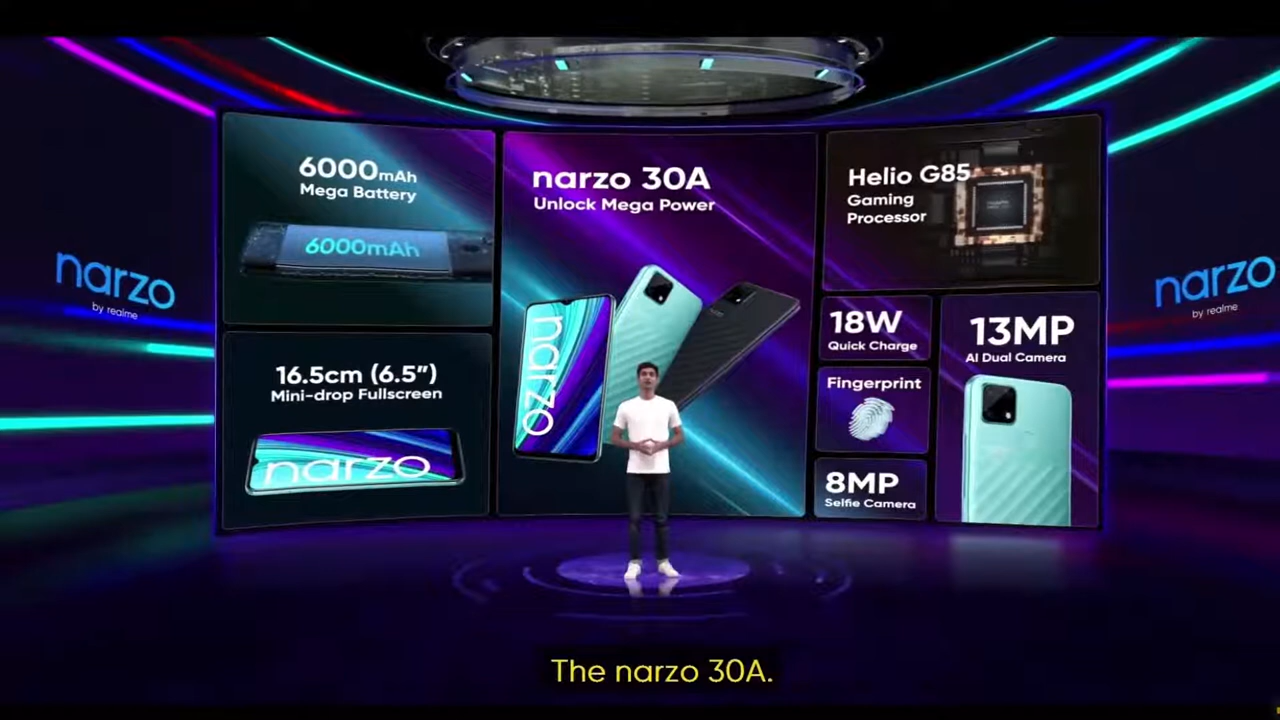 6000mAh
Mega Battery
6000mAh
16.5cm (6.5”)
Mini-drop Fullscreen
narzo
narzo 30A
Unlock Mega Power
narzo
Helio G85
Gaming
Processor
18W
Quick Charge
Fingerprint
8MP
Selfie Camera
13MP
AI Dual Camera
narzo
by realme
narzo
by realme
The narzo 30A.